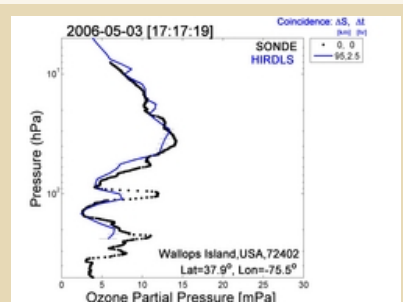 2006-05-03 [17:17:19]
Coincidence: ΔS, Δt
[km] [hr]
SONDE
HIRDLS
0, 0
95,2.5
10¹
10²
Pressure (hPa)
Wallops Island,USA,72402
Lat=37.9°, Lon=-75.5°
0 5 10 15 20 25 30
Ozone Partial Pressure [mPa]